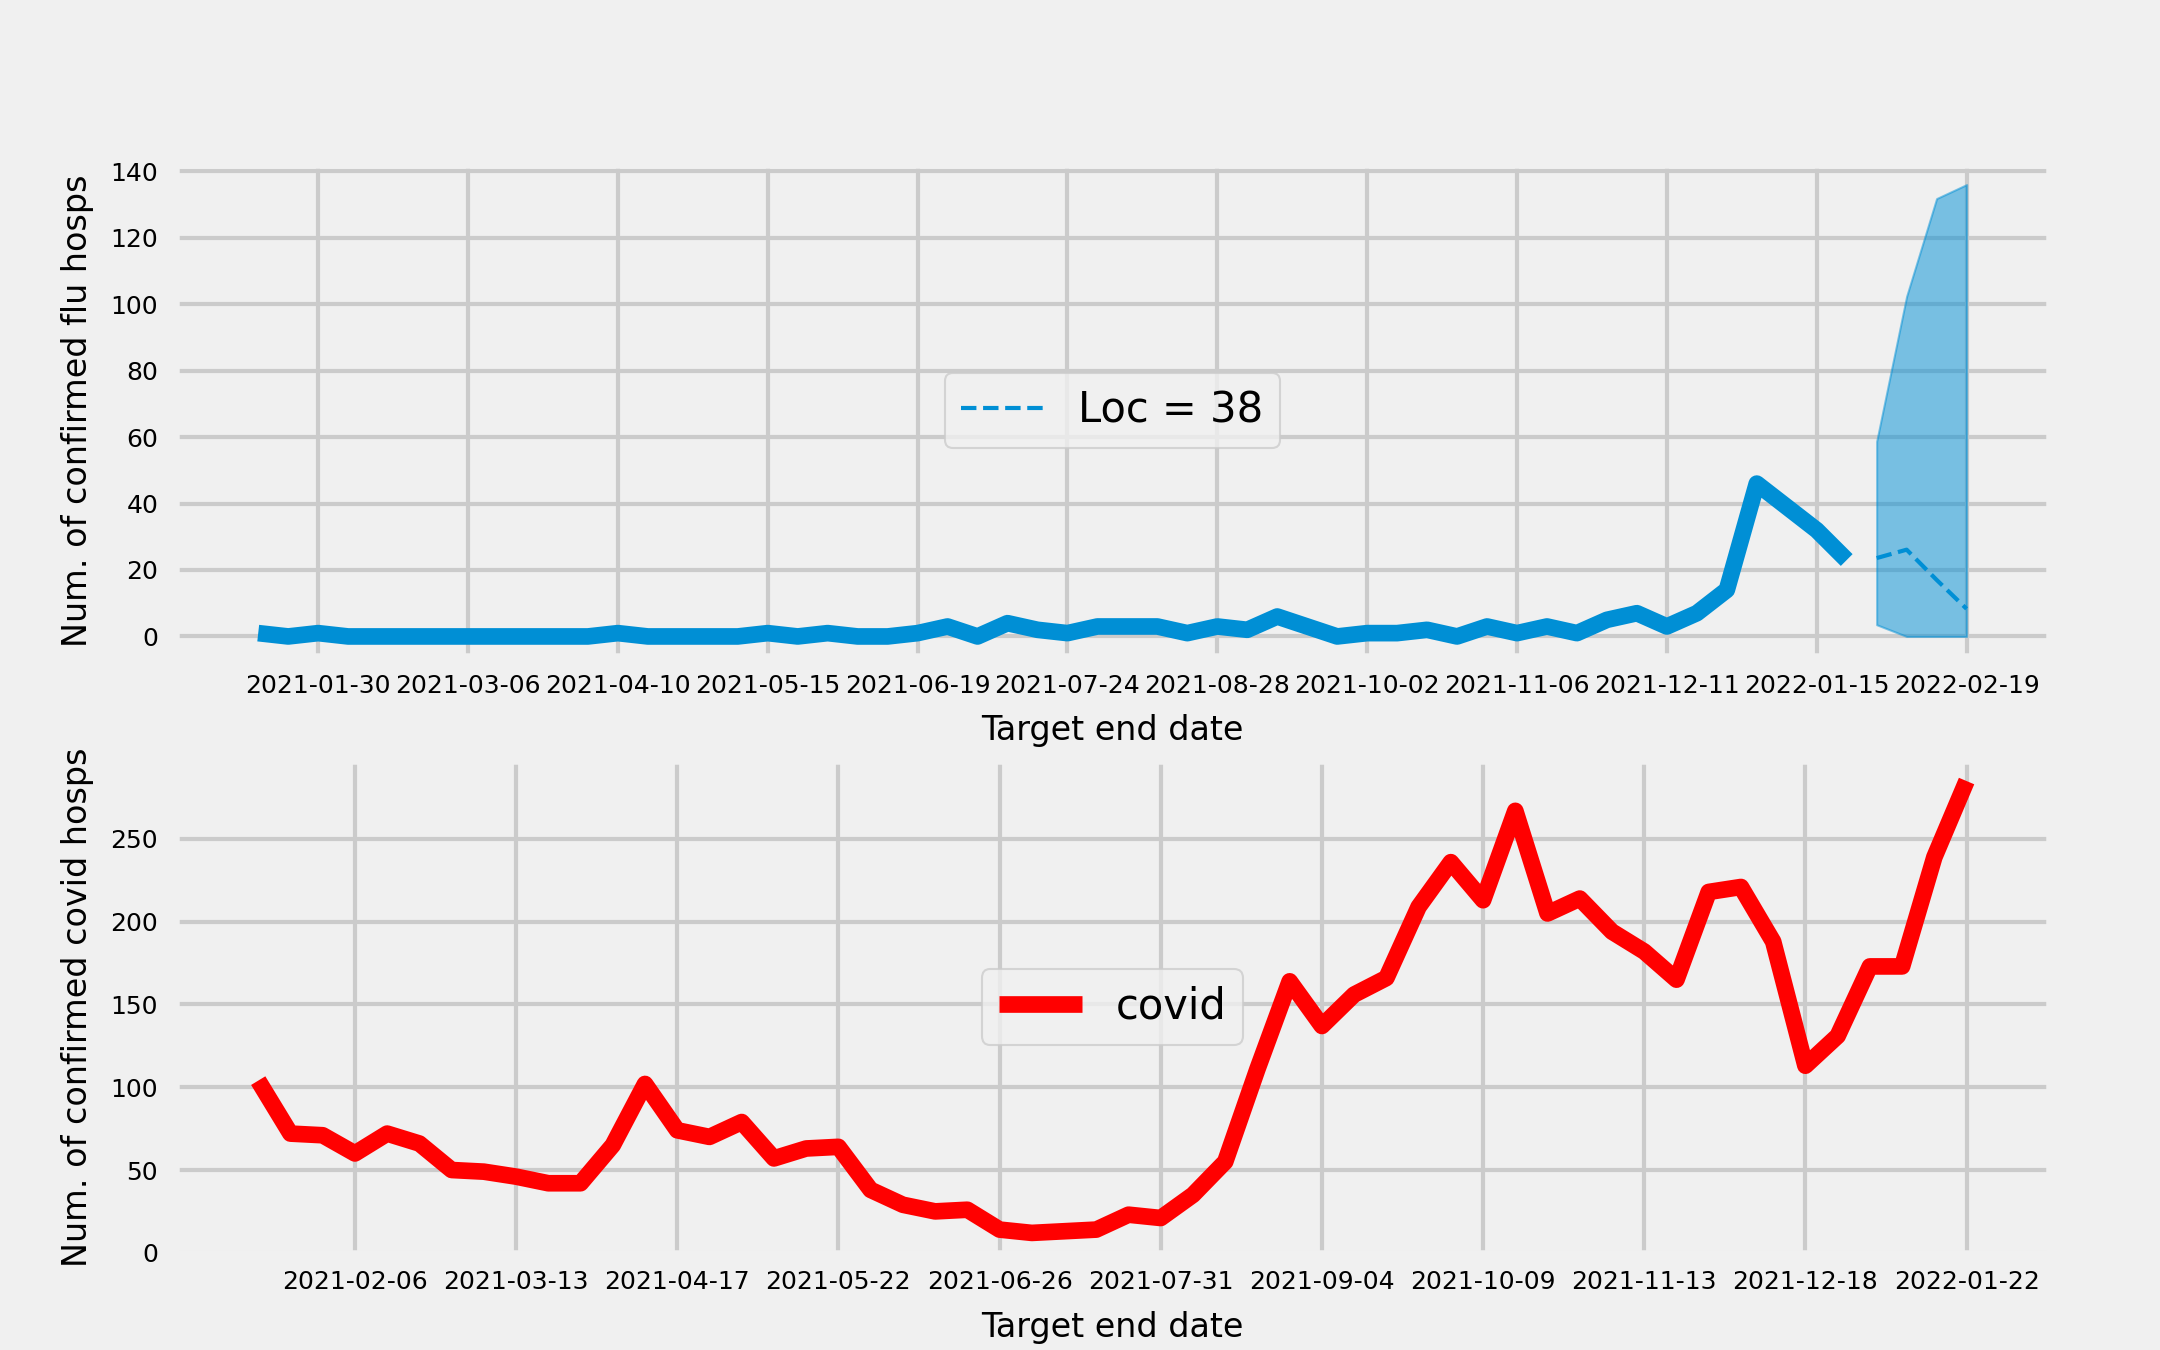 Num. of confirmed flu hosps
140
120
100
80
60
40
20
0
Loc = 38
2021-01-30 2021-03-06 2021-04-10 2021-05-15 2021-06-19 2021-07-24 2021-08-28 2021-10-02 2021-11-06 2021-12-11 2022-01-15 2022-02-19
Target end date
Num. of confirmed covid hosps
250
200
150
100
50
0
covid
2021-02-06 2021-03-13 2021-04-17 2021-05-22 2021-06-26 2021-07-31 2021-09-04 2021-10-09 2021-11-13 2021-12-18 2022-01-22
Target end date